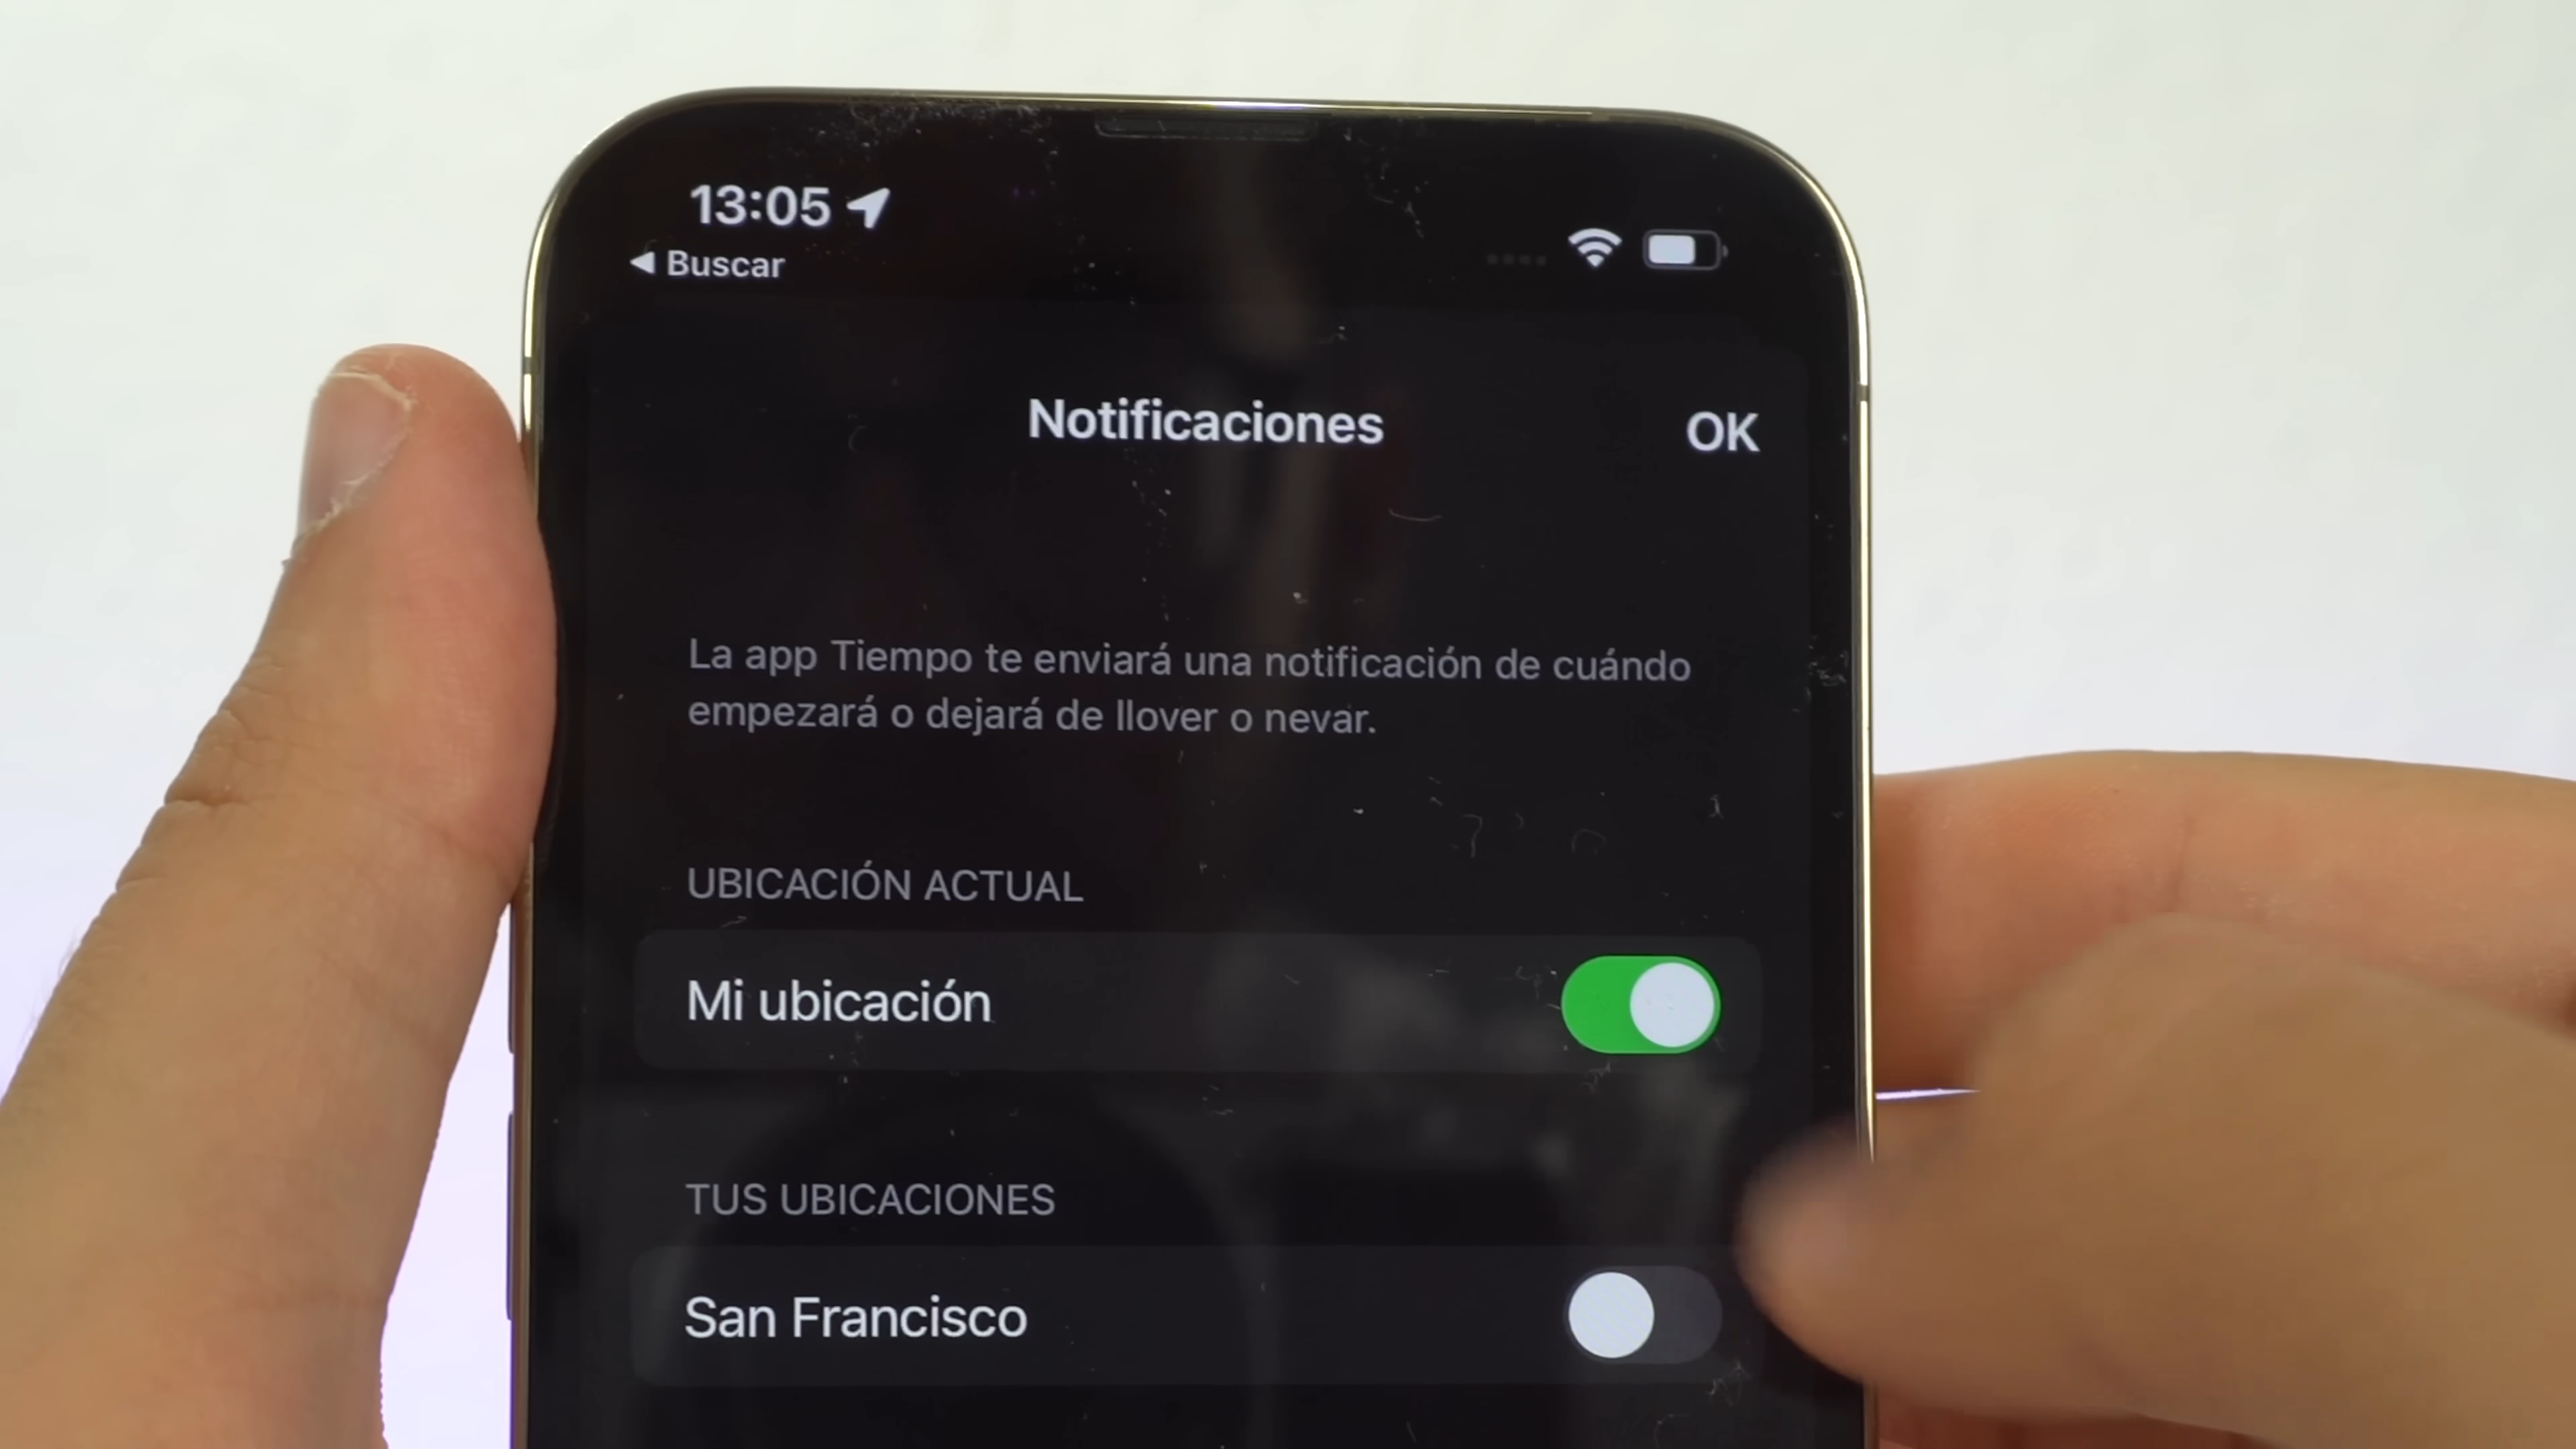 13:05
◀ Buscar
Notificaciones
OK
La app Tiempo te enviará una notificación de cuándo
empezará o dejará de llover o nevar.
UBICACIÓN ACTUAL
Mi ubicación
TUS UBICACIONES
San Francisco